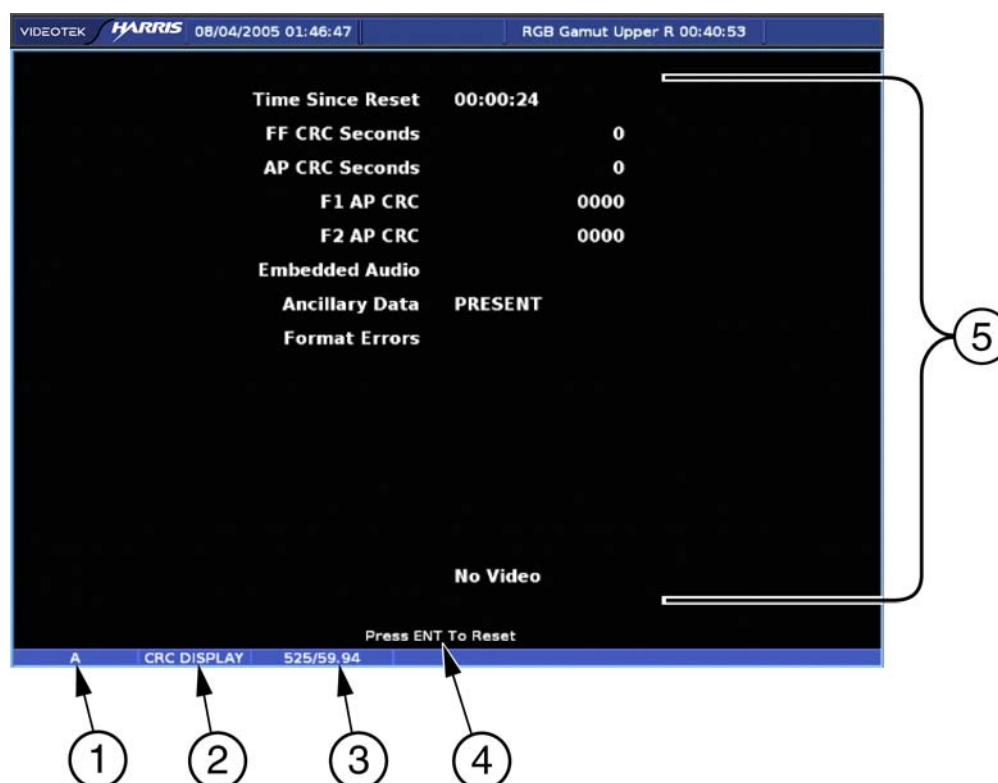 VIDEOTEK HARRIS 08/04/2005 01:46:47 RGB Gamut Upper R 00:40:53
Time Since Reset 00:00:24
FF CRC Seconds 0
AP CRC Seconds 0
F1 AP CRC 0000
F2 AP CRC 0000
Embedded Audio
Ancillary Data PRESENT
Format Errors
5
No Video
Press ENT To Reset
A CRC DISPLAY 525/59.94
1 2 3 4